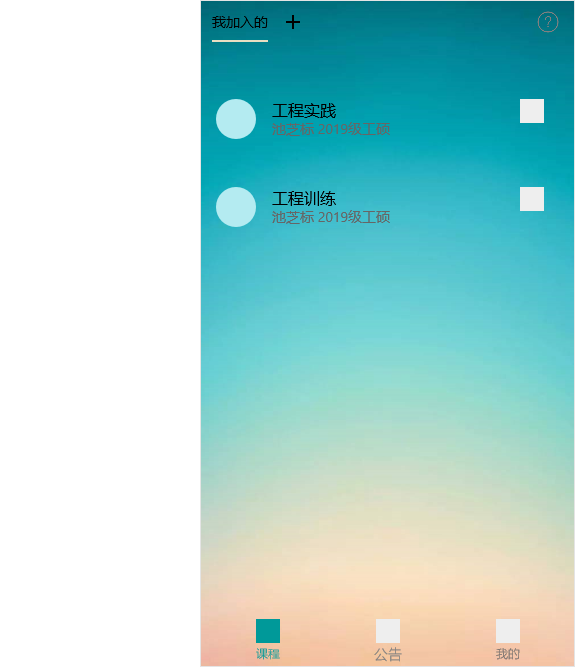 我加入的 +
?
工程实践
池芝标 2019级工硕
工程训练
池芝标 2019级工硕
课程
公告
我的